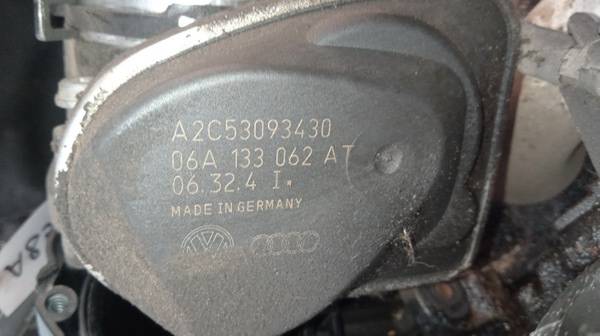 A2C53093430
06A 133 062 AT
06.32.4 I.
MADE IN GERMANY